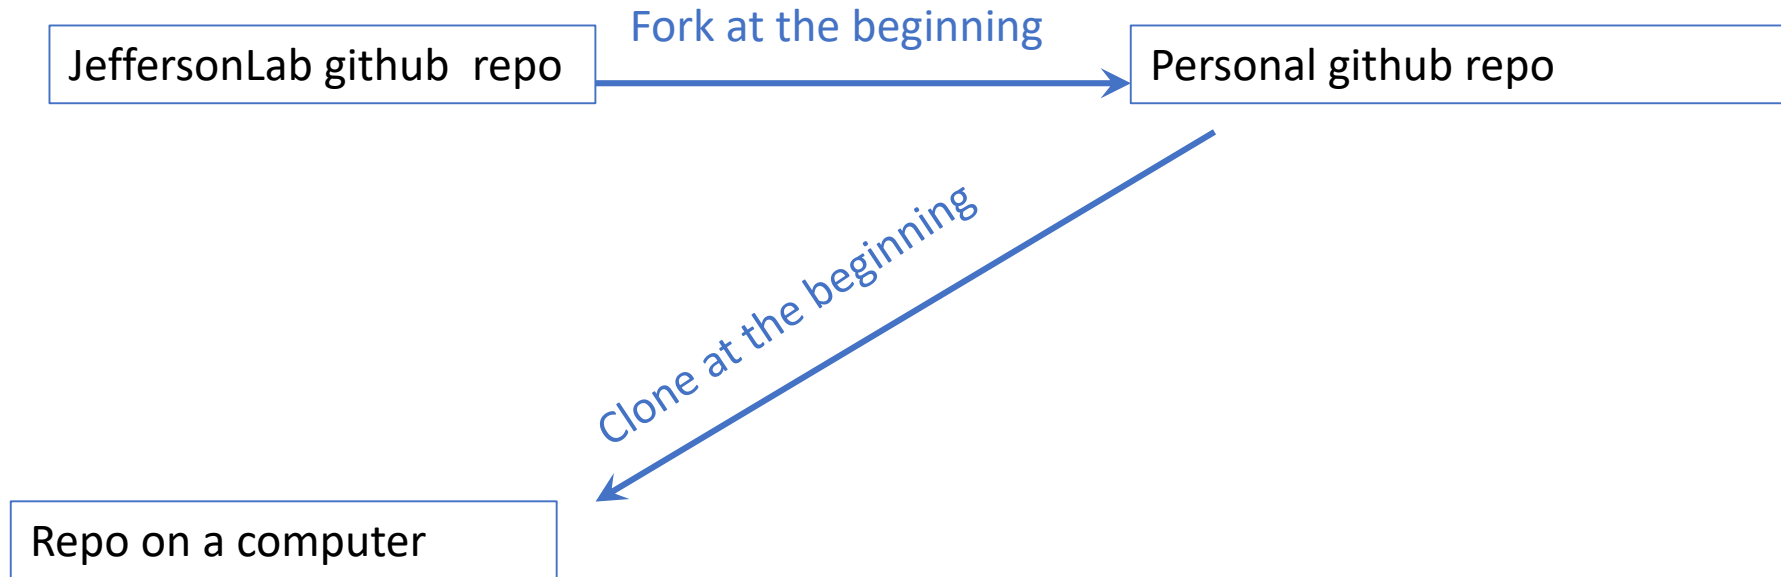 Fork at the beginning
JeffersonLab github  repo
Personal github repo
Clone at the beginning
Repo on a computer